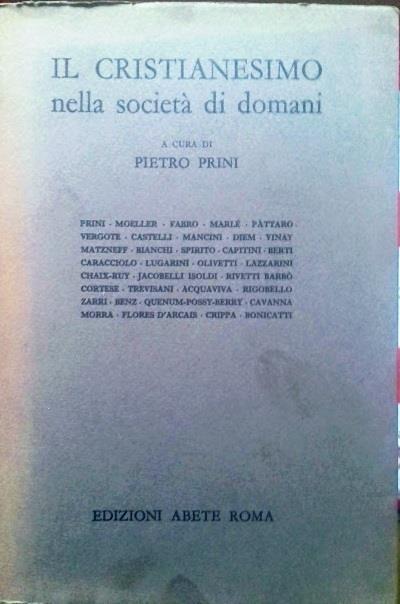 IL CRISTIANESIMO
nella società di domani
A CURA DI
PIETRO PRINI
PRINI · MOELLER · FABRO · MARLÉ · PÀTTARO
VERGOTE · CASTELLI · MANCINI · DIEM · VINAY
MATZNEFF · BIANCHI · SPIRITO · CAPITINI · BERTI
CARACCIOLO · LUGARINI · OLIVETTI · LAZZARINI
CHAIX-RUY · JACOBELLI ISOLDI · RIVETTI BARBÒ
CORTESE · TREVISANI · ACQUAVIVA · RIGOBELLO
ZARRI · BENZ · QUENUM-POSSY-BERRY · CAVANNA
MORRA · FLORES D'ARCAIS · CRIPPA · BONICATTI
EDIZIONI ABETE ROMA